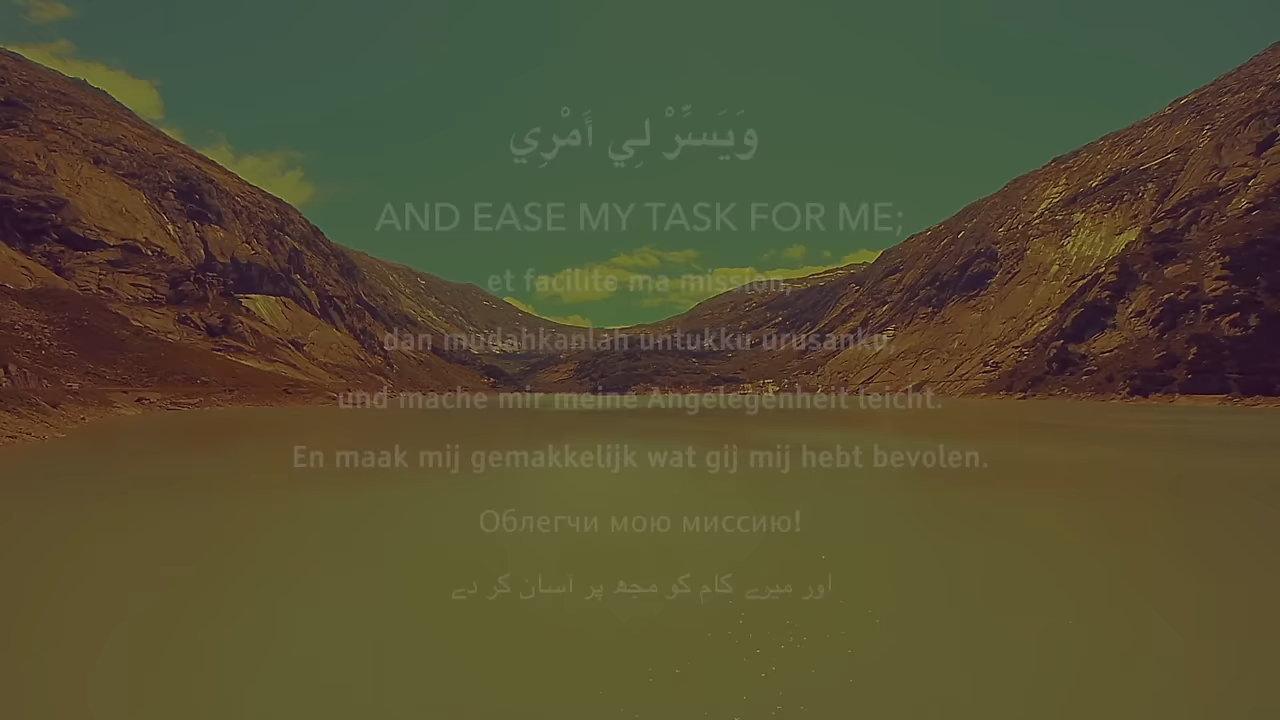 وَيَسِّرْ لِي أَمْرِي
AND EASE MY TASK FOR ME;
et facilite ma mission,
dan mudahkanlah untukku urusanku,
und mache mir meine Angelegenheit leicht.
En maak mij gemakkelijk wat gij mij hebt bevolen.
Облегчи мою миссию!
اور میرے کام کو مجھ پر آسان کر دے